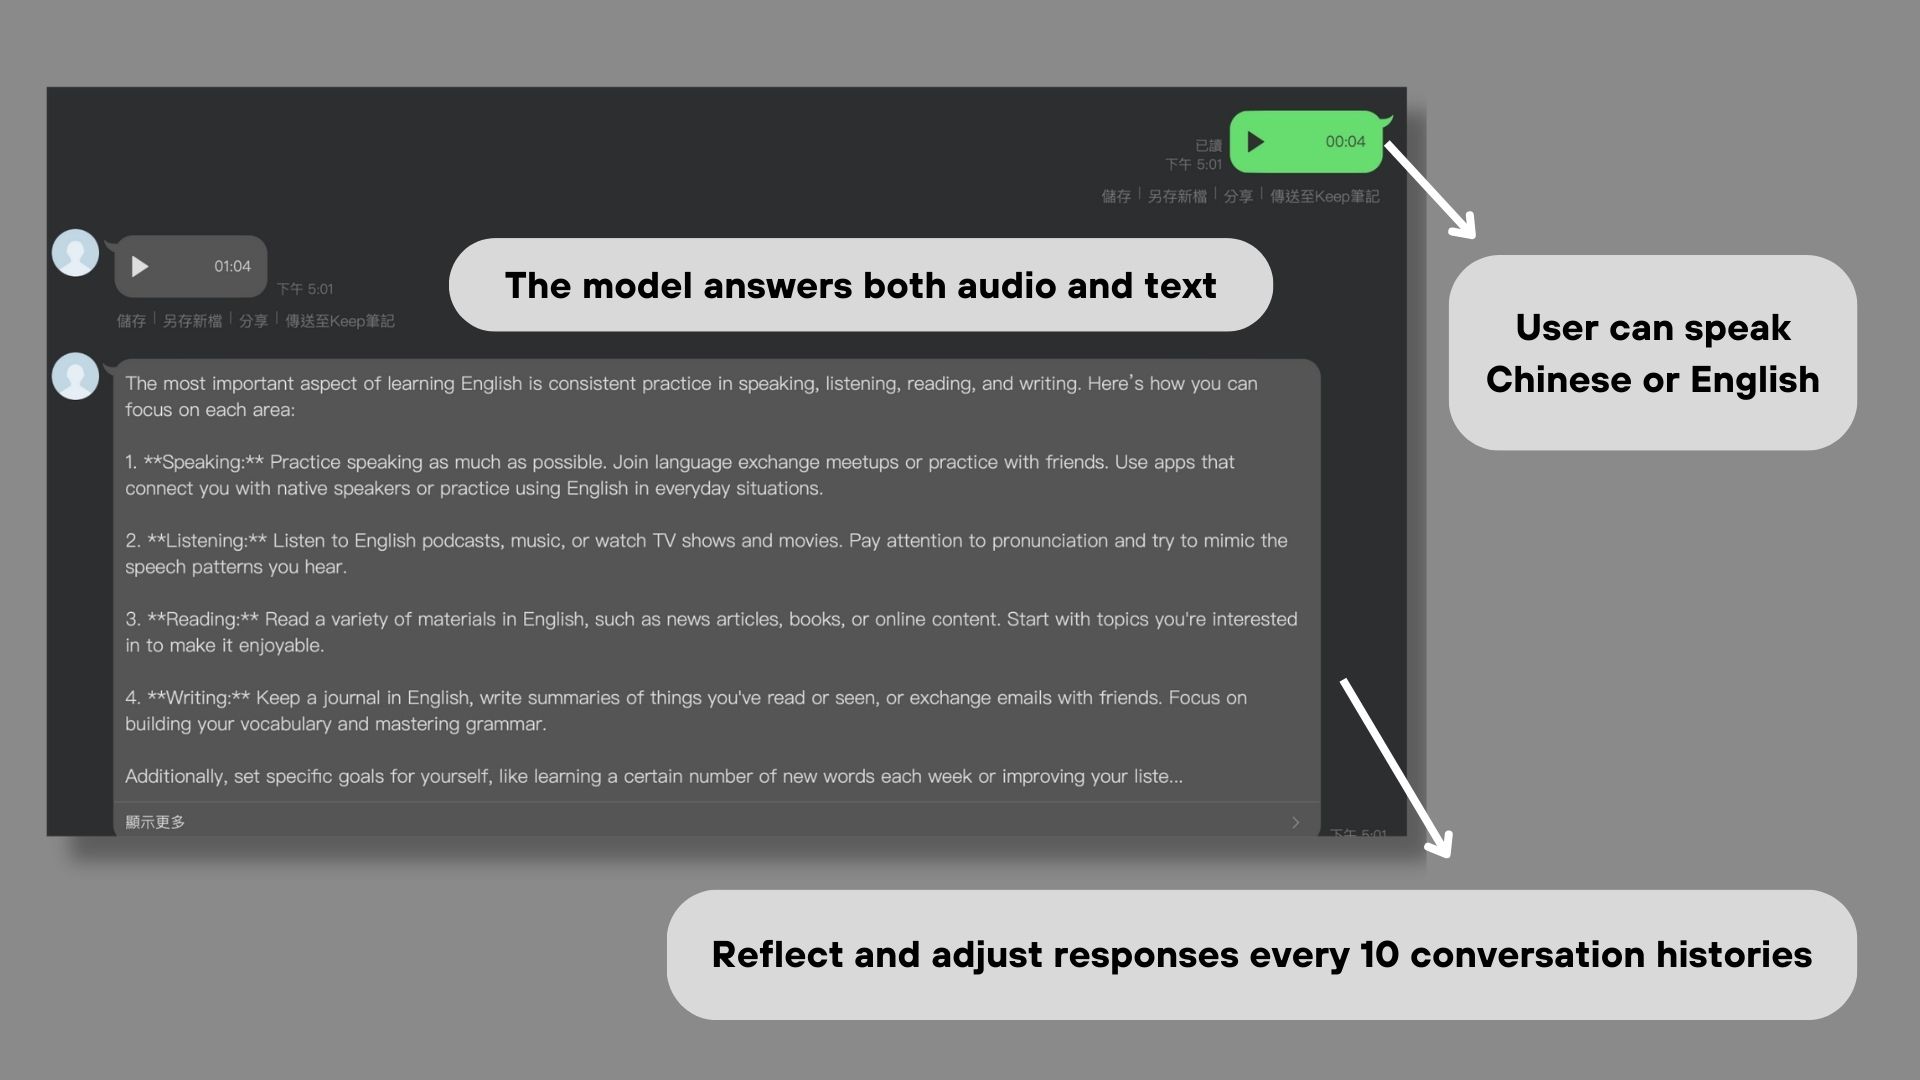 00:04
已讀
下午 5:01
儲存 | 另存新檔 | 分享 | 傳送至Keep筆記
01:04
下午 5:01
儲存 | 另存新檔 | 分享 | 傳送至Keep筆記
The model answers both audio and text
User can speak
Chinese or English
The most important aspect of learning English is consistent practice in speaking, listening, reading, and writing. Here’s how you can
focus on each area:
1. **Speaking:** Practice speaking as much as possible. Join language exchange meetups or practice with friends. Use apps that
connect you with native speakers or practice using English in everyday situations.
2. **Listening:** Listen to English podcasts, music, or watch TV shows and movies. Pay attention to pronunciation and try to mimic the
speech patterns you hear.
3. **Reading:** Read a variety of materials in English, such as news articles, books, or online content. Start with topics you're interested
in to make it enjoyable.
4. **Writing:** Keep a journal in English, write summaries of things you've read or seen, or exchange emails with friends. Focus on
building your vocabulary and mastering grammar.
Additionally, set specific goals for yourself, like learning a certain number of new words each week or improving your liste...
顯示更多
下午 5:01
Reflect and adjust responses every 10 conversation histories